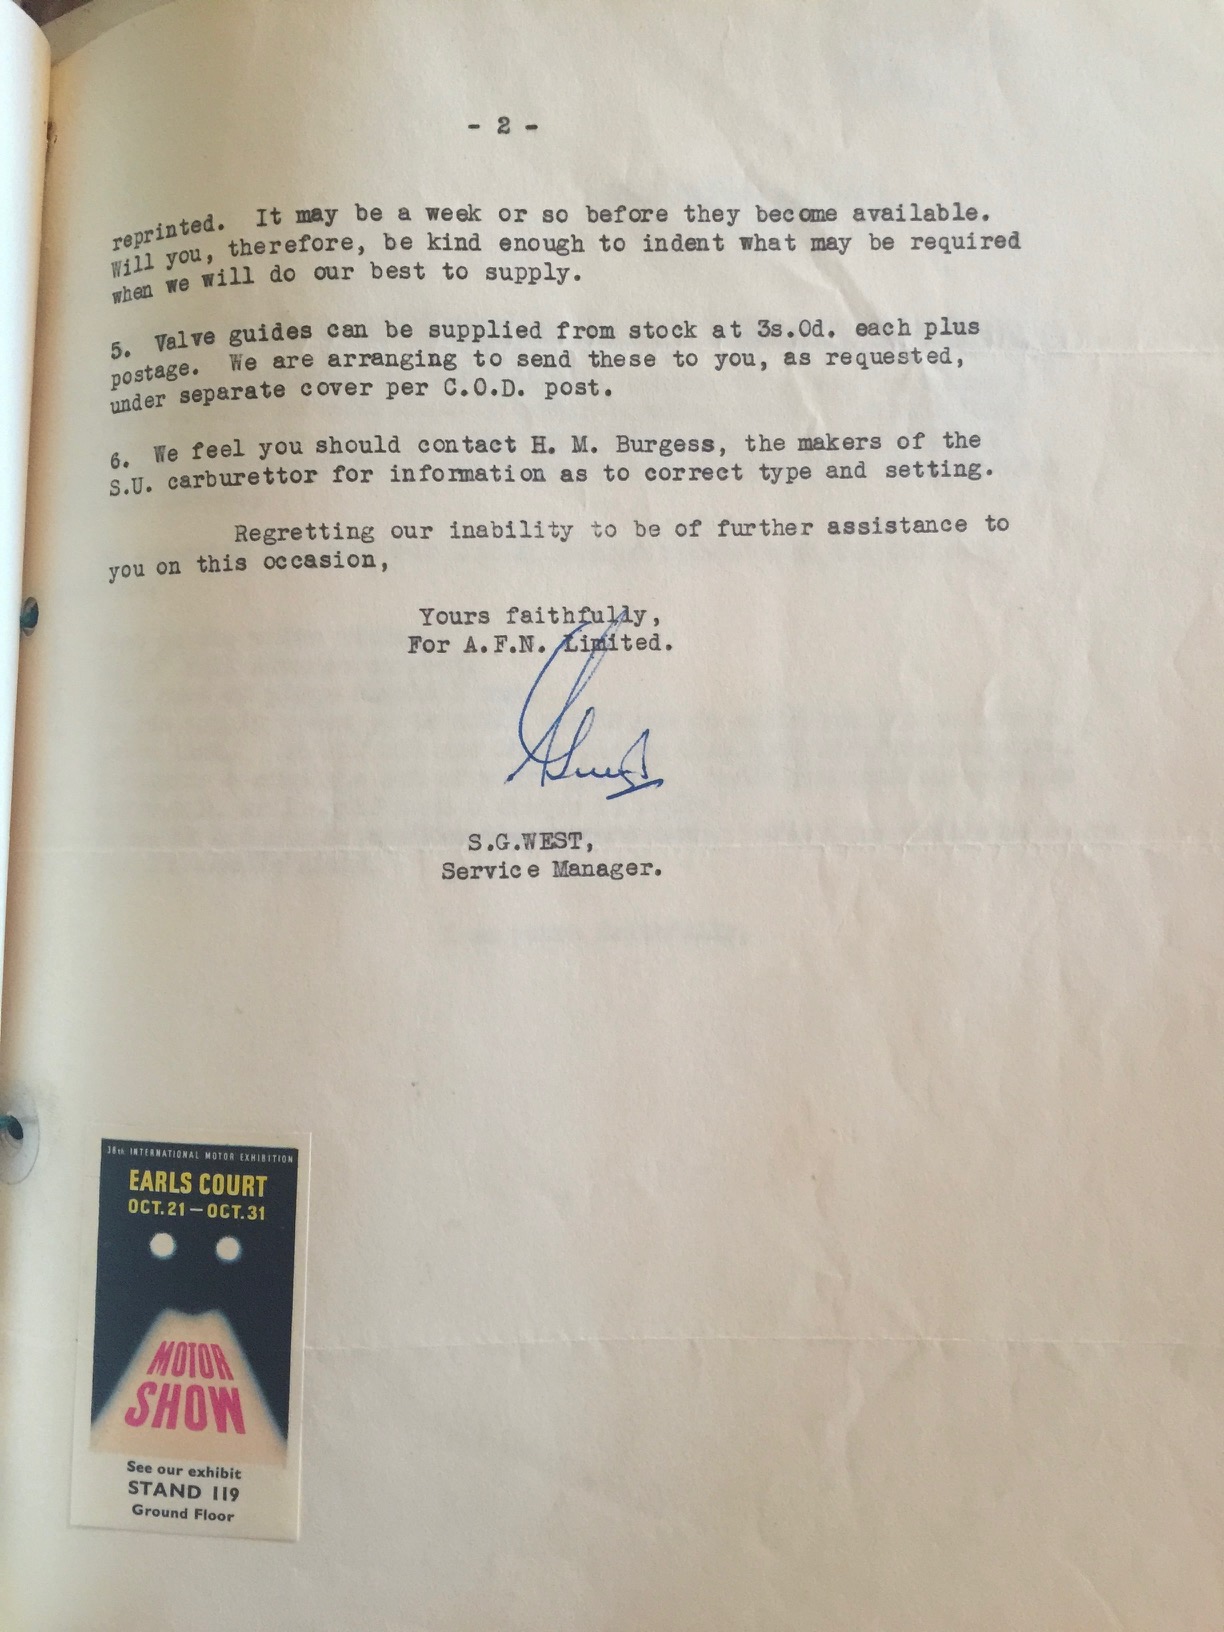 - 2 -
reprinted. It may be a week or so before they become available.
Will you, therefore, be kind enough to indent what may be required
when we will do our best to supply.
5. Valve guides can be supplied from stock at 3s.0d. each plus
postage. We are arranging to send these to you, as requested,
under separate cover per C.O.D. post.
6. We feel you should contact H. M. Burgess, the makers of the
S.U. carburettor for information as to correct type and setting.
Regretting our inability to be of further assistance to
you on this occasion,
Yours faithfully,
For A.F.N. Limited.
S.G.WEST,
Service Manager.
38th INTERNATIONAL MOTOR EXHIBITION
EARLS COURT
OCT.21-OCT.31
MOTOR
SHOW
See our exhibit
STAND 119
Ground Floor